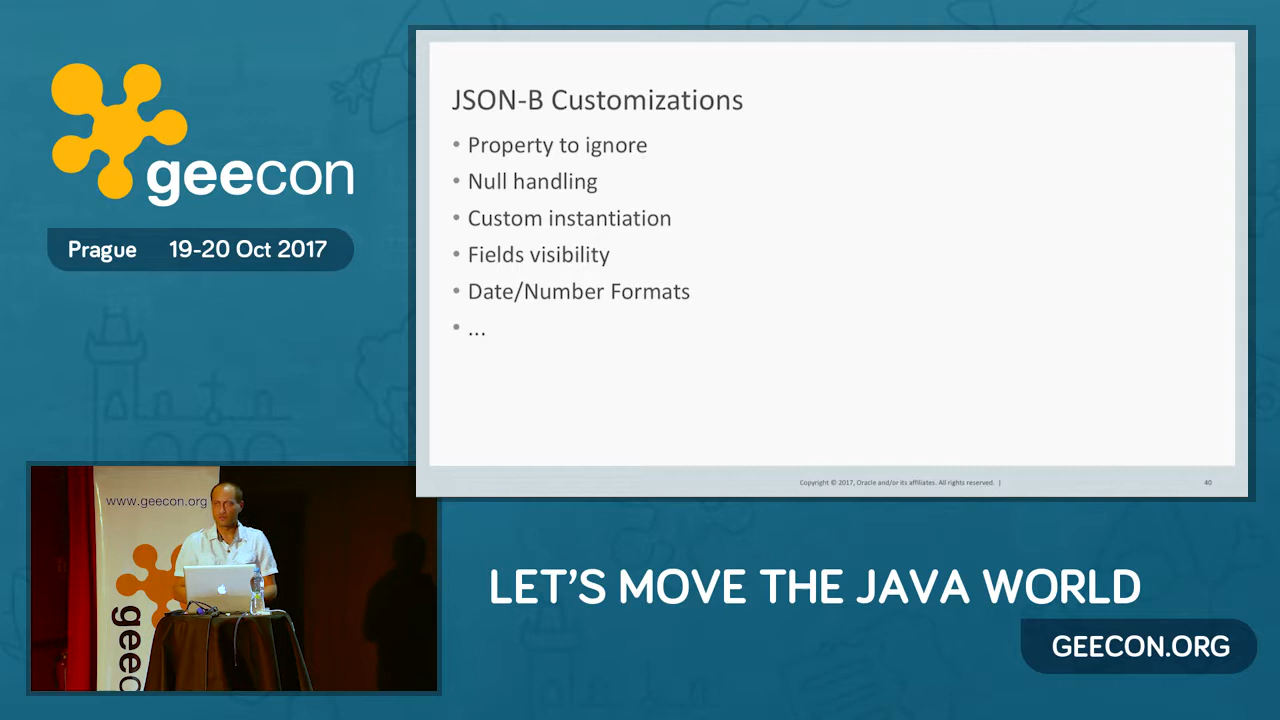 geecon
Prague 19-20 Oct 2017
JSON-B Customizations
• Property to ignore
• Null handling
• Custom instantiation
• Fields visibility
• Date/Number Formats
• ...
Copyright © 2017, Oracle and/or its affiliates. All rights reserved. |
40
www.geecon.org
geec
LET'S MOVE THE JAVA WORLD
GEECON.ORG